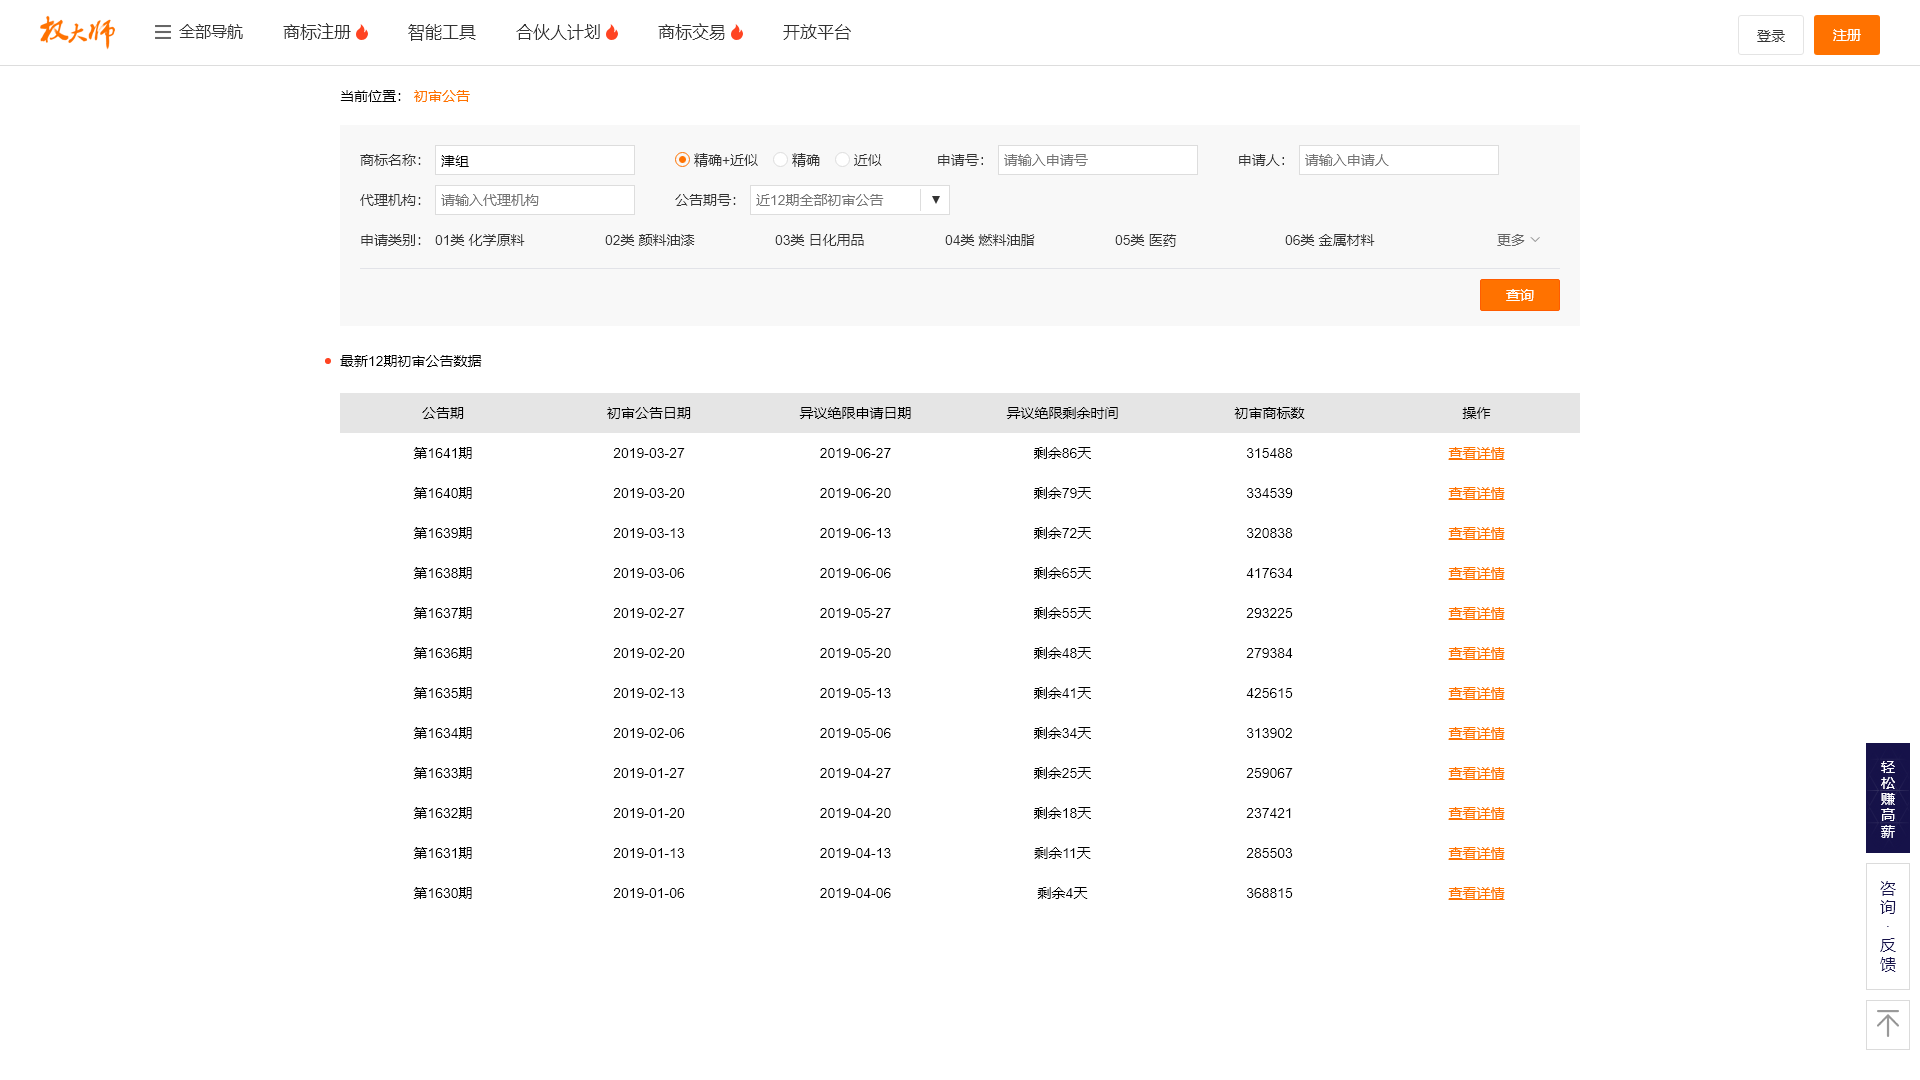 权大师 全部导航 商标注册 智能工具 合伙人计划 商标交易 开放平台 登录 注册
当前位置： 初审公告
商标名称： 津组 精确+近似 精确 近似 申请号： 请输入申请号 申请人： 请输入申请人
代理机构： 请输入代理机构 公告期号： 近12期全部初审公告 ▼
申请类别： 01类 化学原料 02类 颜料油漆 03类 日化用品 04类 燃料油脂 05类 医药 06类 金属材料 更多
查询
最新12期初审公告数据
公告期 初审公告日期 异议绝限申请日期 异议绝限剩余时间 初审商标数 操作
第1641期 2019-03-27 2019-06-27 剩余86天 315488 查看详情
第1640期 2019-03-20 2019-06-20 剩余79天 334539 查看详情
第1639期 2019-03-13 2019-06-13 剩余72天 320838 查看详情
第1638期 2019-03-06 2019-06-06 剩余65天 417634 查看详情
第1637期 2019-02-27 2019-05-27 剩余55天 293225 查看详情
第1636期 2019-02-20 2019-05-20 剩余48天 279384 查看详情
第1635期 2019-02-13 2019-05-13 剩余41天 425615 查看详情
第1634期 2019-02-06 2019-05-06 剩余34天 313902 查看详情
第1633期 2019-01-27 2019-04-27 剩余25天 259067 查看详情
第1632期 2019-01-20 2019-04-20 剩余18天 237421 查看详情
第1631期 2019-01-13 2019-04-13 剩余11天 285503 查看详情
第1630期 2019-01-06 2019-04-06 剩余4天 368815 查看详情
轻松赚高薪
咨询·反馈